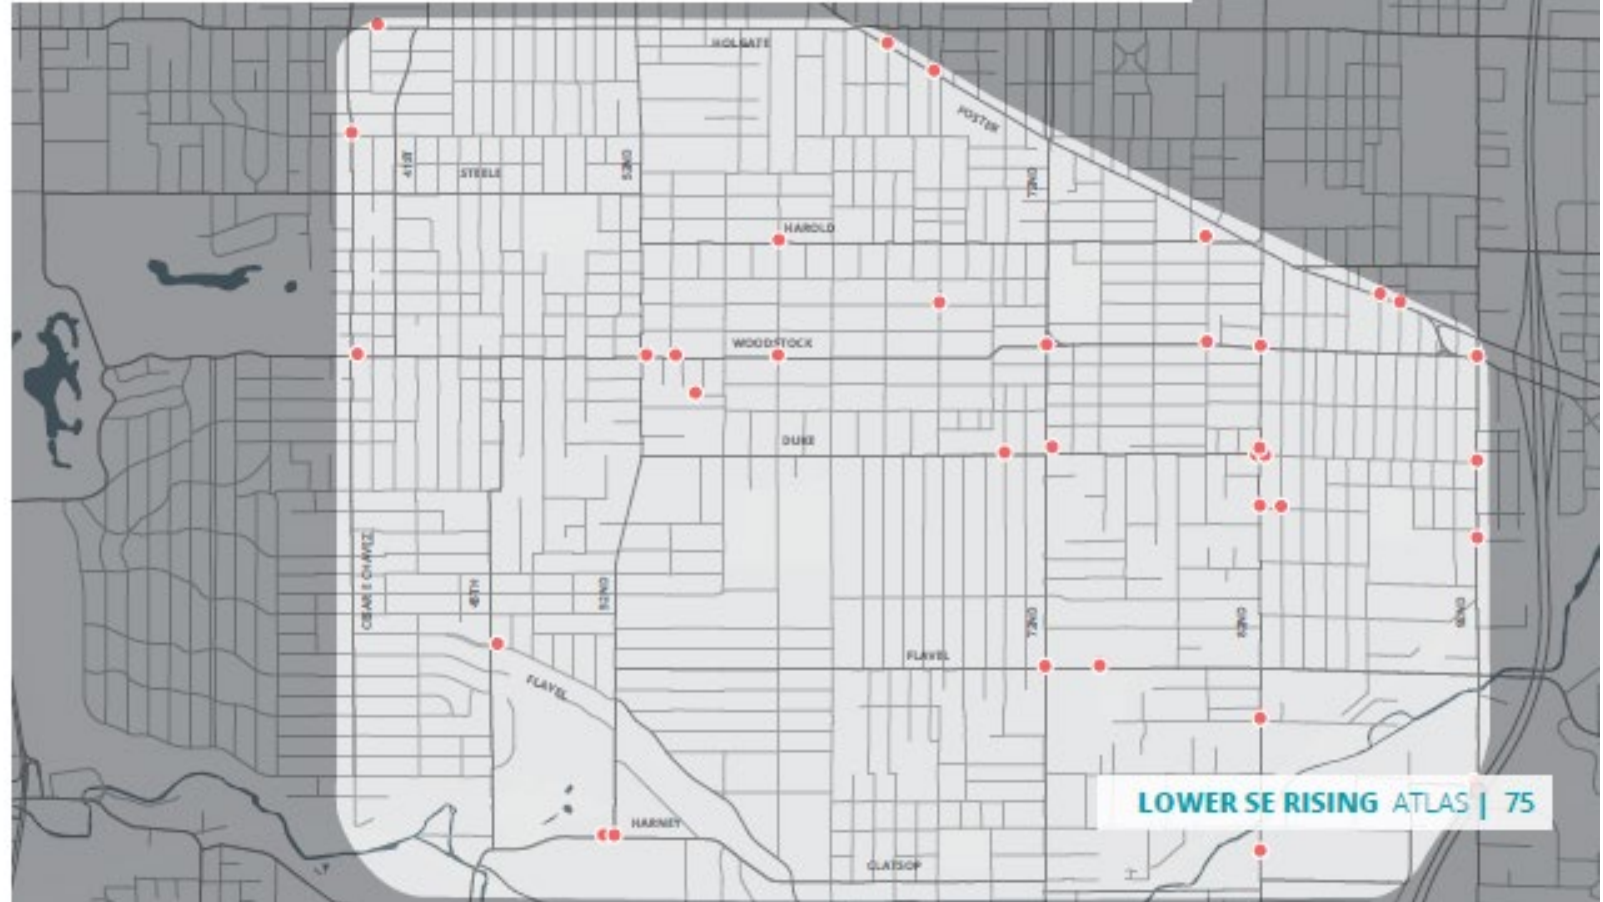 HOLGATE
FOSTER
41ST
STEELE
52ND
72ND
HAROLD
WOODSTOCK
DUKE
CESAR E CHAVEZ
45TH
52ND
72ND
82ND
92ND
FLAVEL
FLAVEL
LOWER SE RISING ATLAS | 75
HARNEY
CLATSOP